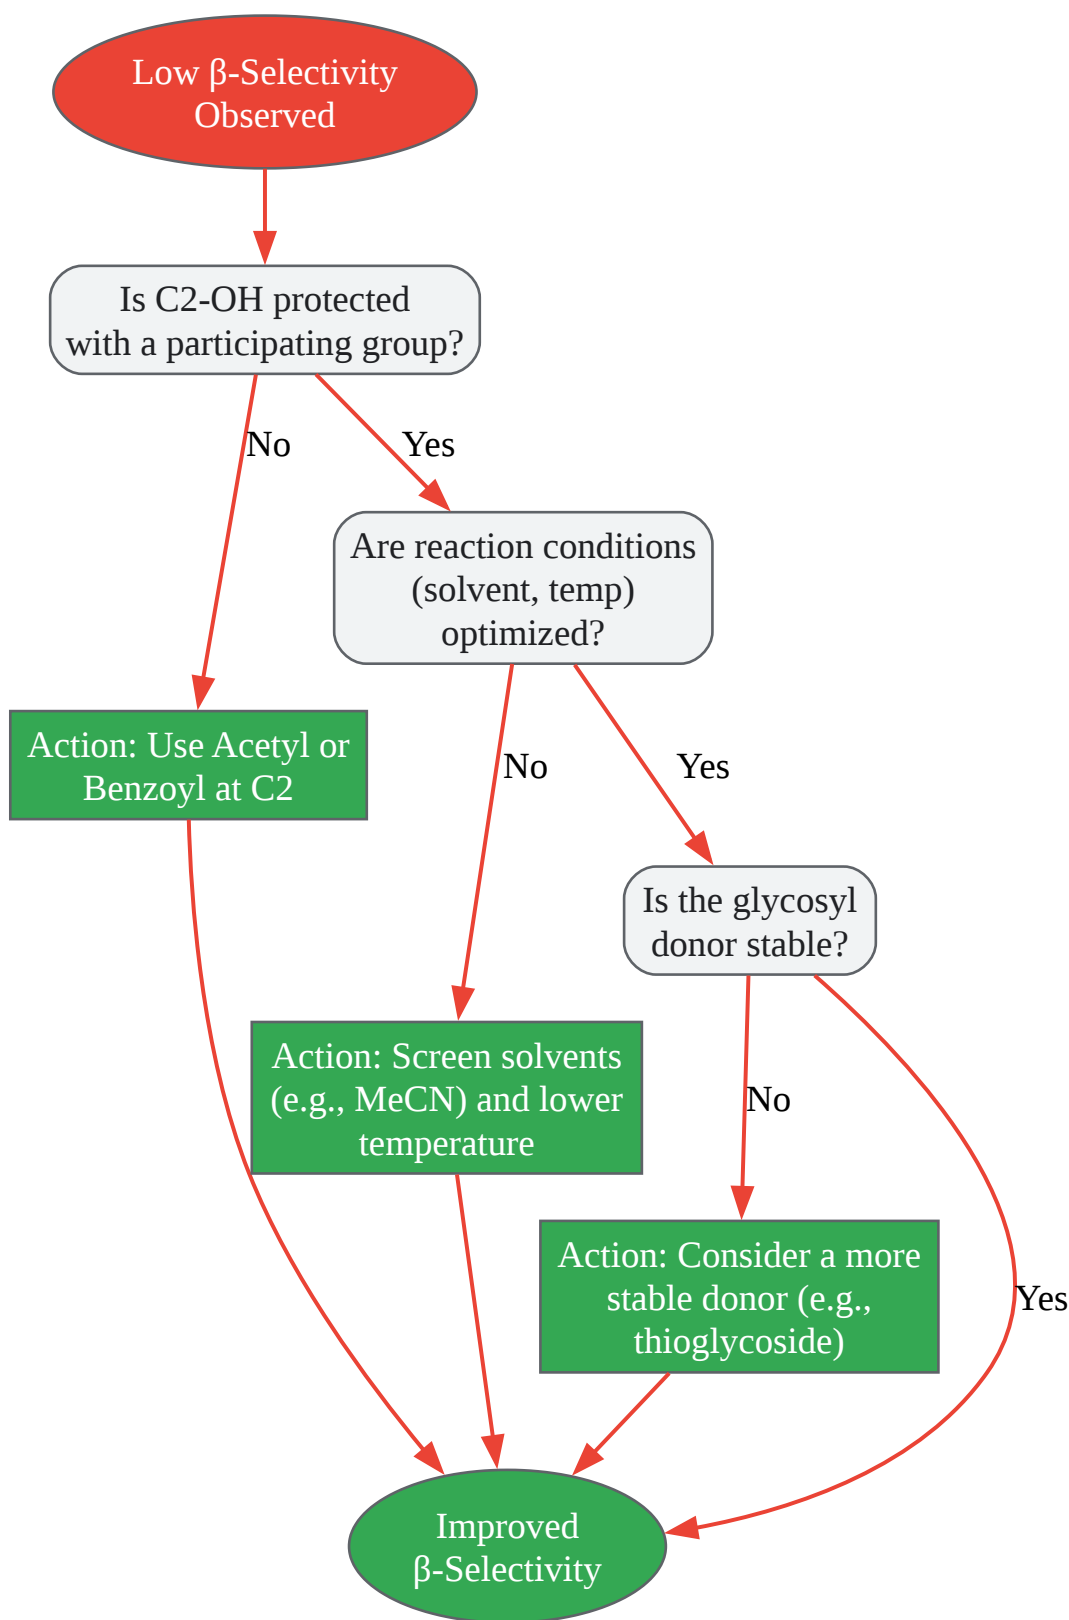 Low β-Selectivity
Observed
Is C2-OH protected
with a participating group?
No
Yes
Are reaction conditions
(solvent, temp)
optimized?
Action: Use Acetyl or
Benzoyl at C2
No
Yes
Is the glycosyl
donor stable?
Action: Screen solvents
(e.g., MeCN) and lower
temperature
No
Action: Consider a more
stable donor (e.g.,
thioglycoside)
Yes
Improved
β-Selectivity